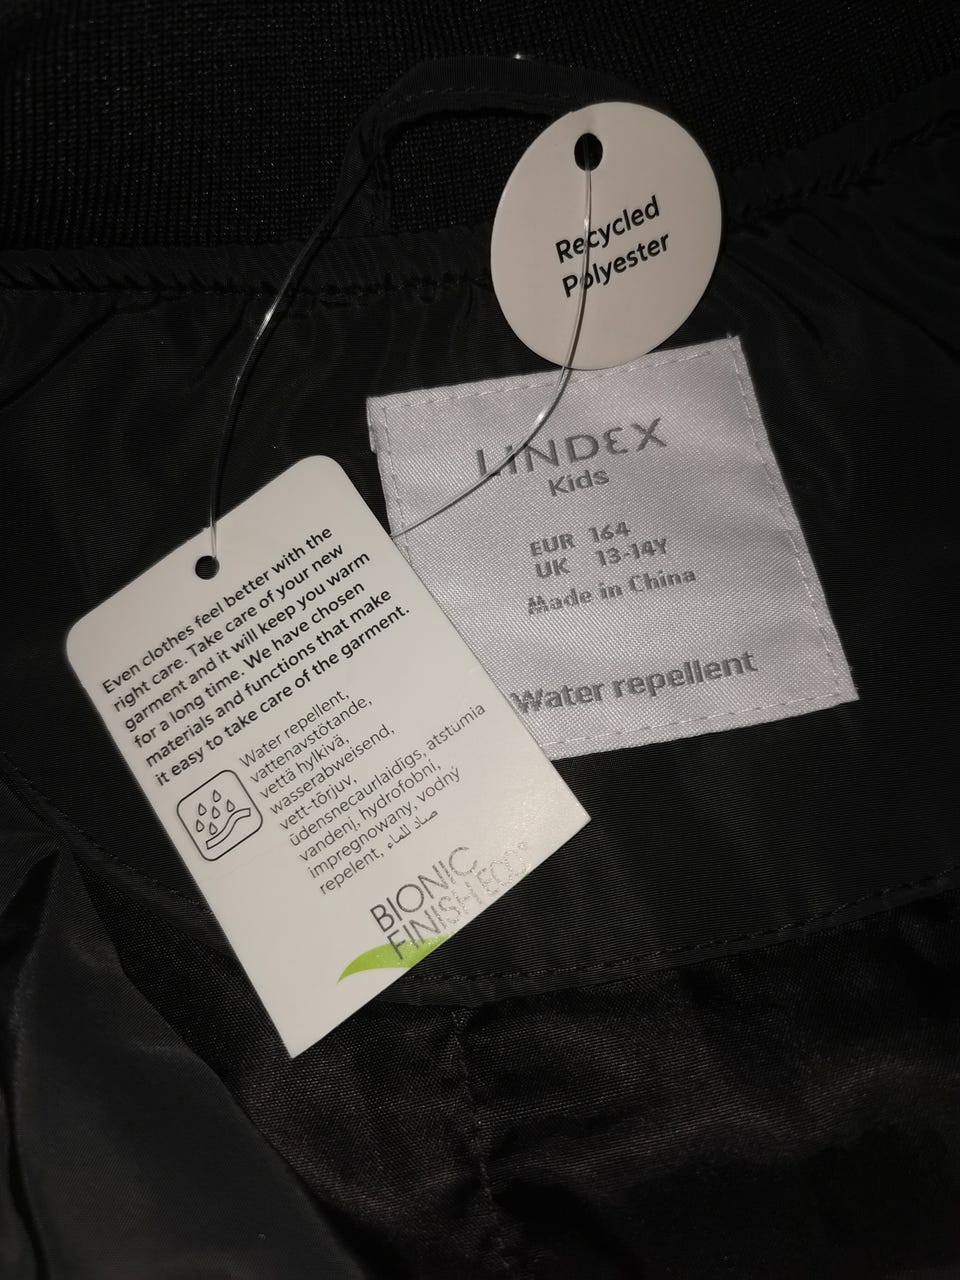 Recycled
Polyester
LINDEX
Kids
EUR 164
UK 13-14Y
Made in China
Water repellent
Even clothes feel better with the
right care. Take care of your new
garment and it will keep you warm
for a long time. We have chosen
materials and functions that make
it easy to take care of the garment.
Water repellent,
vattenavstötande,
vettä hylkivä,
wasserabweisend,
vett-tõrjuv,
ūdensnecaurlaidīgs, atstumia
vandenį, hydrofobní,
impregnowany, vodný
repelent, صاد للماء
BIONIC
FINISH ECO®